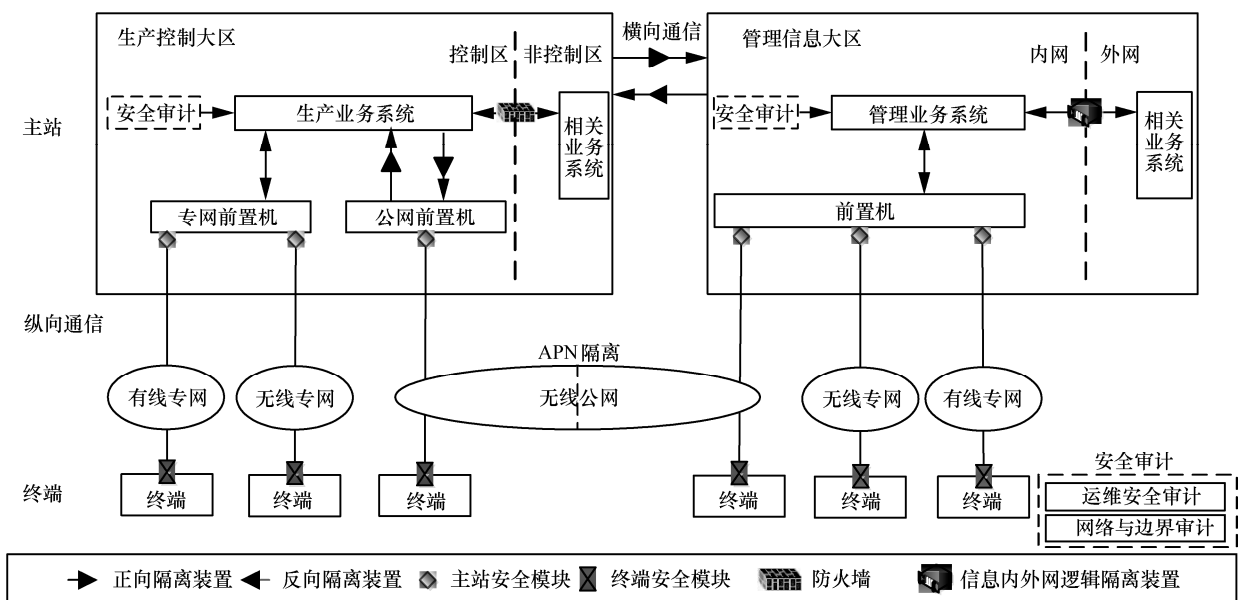 生产控制大区
控制区
非控制区
横向通信
管理信息大区
内网
外网
主站
安全审计
生产业务系统
相关
业务
系统
安全审计
管理业务系统
相关
业务
系统
专网前置机
公网前置机
前置机
纵向通信
APN隔离
有线专网
无线专网
无线公网
无线专网
有线专网
终端
终端
终端
终端
终端
终端
终端
安全审计
运维安全审计
网络与边界审计
正向隔离装置
反向隔离装置
主站安全模块
终端安全模块
防火墙
信息内外网逻辑隔离装置